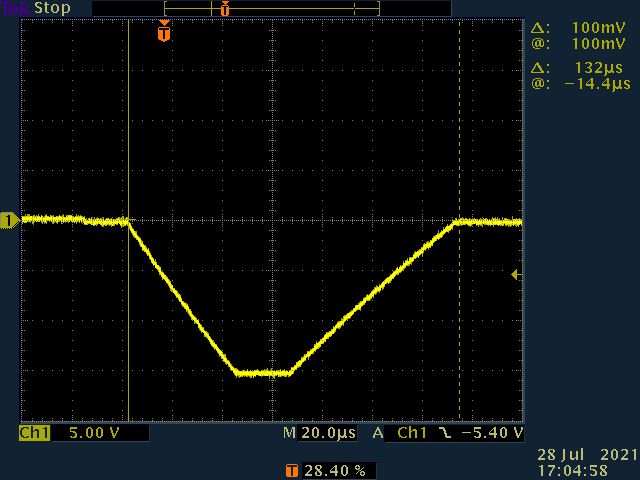 Tek Stop
T
T
Δ: 100mV
@: 100mV
Δ: 132µs
@: −14.4µs
1
Ch1 5.00 V M 20.0µs A Ch1 −5.40 V
T 28.40 %
28 Jul 2021
17:04:58